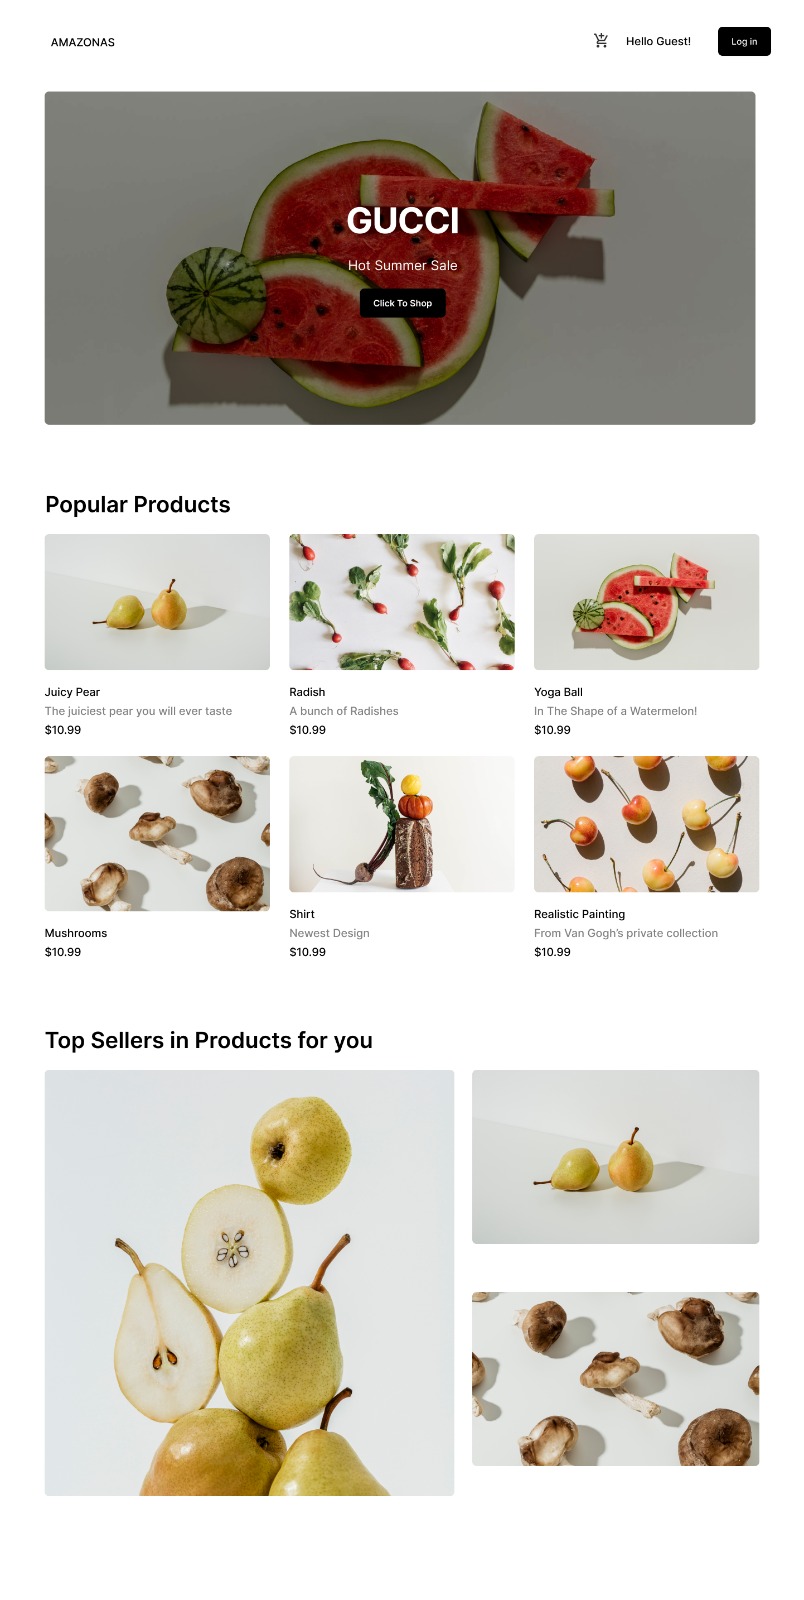 AMAZONAS
Hello Guest!
Log in
GUCCI
Hot Summer Sale
Click To Shop
Popular Products
Juicy Pear
The juiciest pear you will ever taste
$10.99
Radish
A bunch of Radishes
$10.99
Yoga Ball
In The Shape of a Watermelon!
$10.99
Mushrooms
$10.99
Shirt
Newest Design
$10.99
Realistic Painting
From Van Gogh’s private collection
$10.99
Top Sellers in Products for you